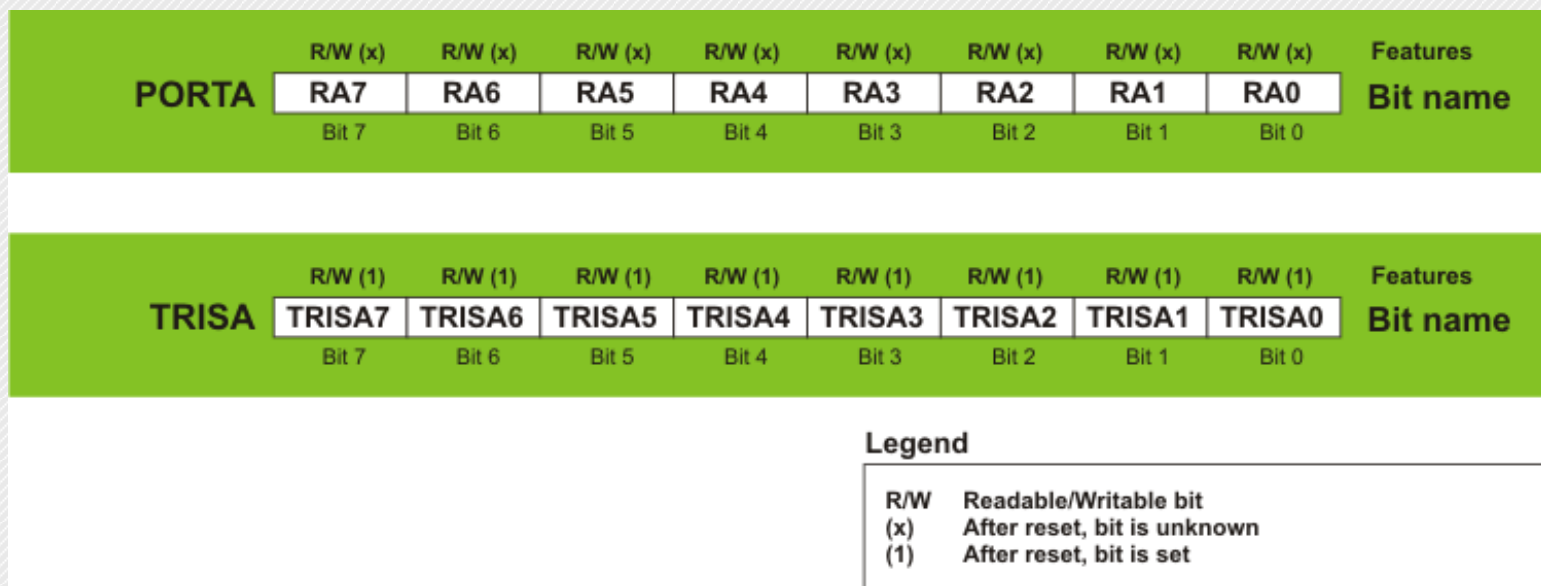 R/W (x) R/W (x) R/W (x) R/W (x) R/W (x) R/W (x) R/W (x) R/W (x) Features
PORTA RA7 RA6 RA5 RA4 RA3 RA2 RA1 RA0 Bit name
Bit 7 Bit 6 Bit 5 Bit 4 Bit 3 Bit 2 Bit 1 Bit 0
R/W (1) R/W (1) R/W (1) R/W (1) R/W (1) R/W (1) R/W (1) R/W (1) Features
TRISA TRISA7 TRISA6 TRISA5 TRISA4 TRISA3 TRISA2 TRISA1 TRISA0 Bit name
Bit 7 Bit 6 Bit 5 Bit 4 Bit 3 Bit 2 Bit 1 Bit 0
Legend
R/W Readable/Writable bit
(x) After reset, bit is unknown
(1) After reset, bit is set